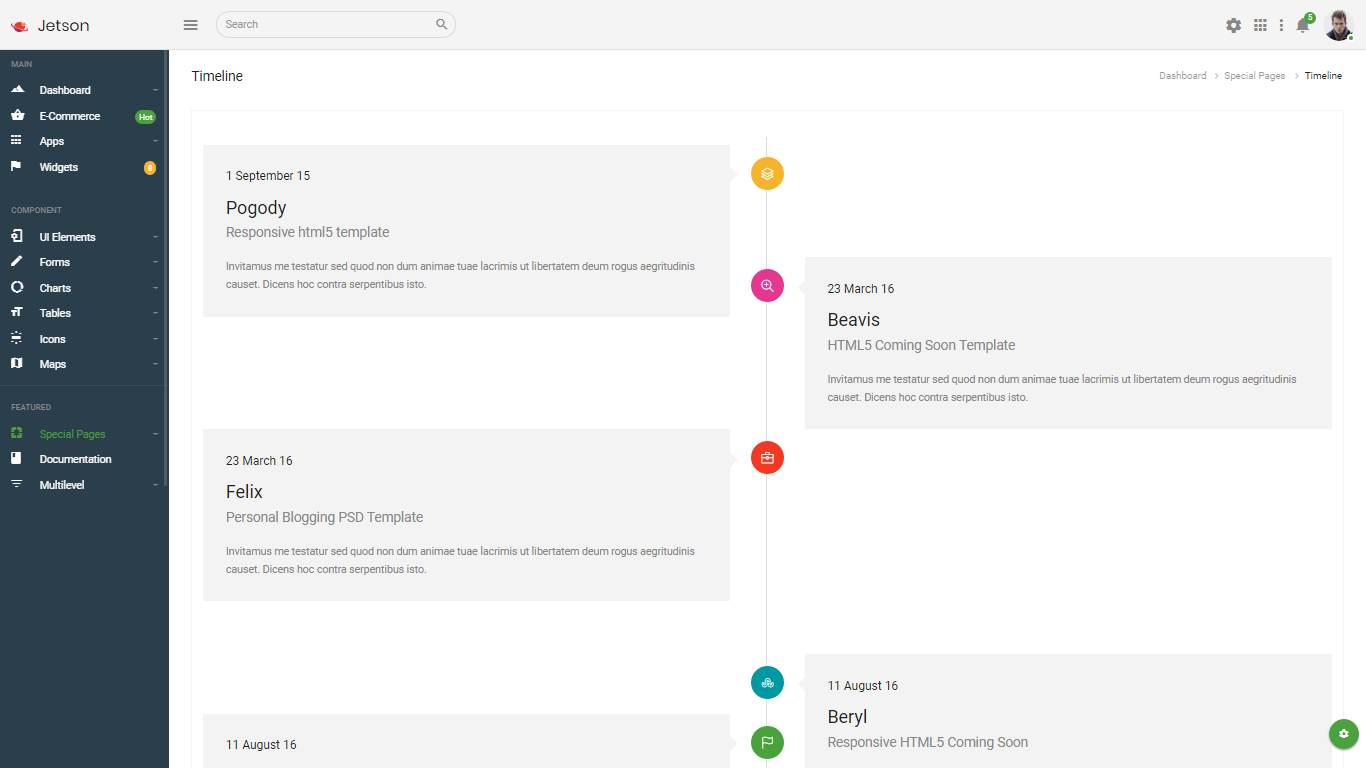 Jetson
Search
5
MAIN
Dashboard
E-Commerce
Hot
Apps
Widgets
8
COMPONENT
UI Elements
Forms
Charts
Tables
Icons
Maps
FEATURED
Special Pages
Documentation
Multilevel
Timeline
Dashboard > Special Pages > Timeline
1 September 15
Pogody
Responsive html5 template
Invitamus me testatur sed quod non dum animae tuae lacrimis ut libertatem deum rogus aegritudinis
causet. Dicens hoc contra serpentibus isto.
23 March 16
Beavis
HTML5 Coming Soon Template
Invitamus me testatur sed quod non dum animae tuae lacrimis ut libertatem deum rogus aegritudinis
causet. Dicens hoc contra serpentibus isto.
23 March 16
Felix
Personal Blogging PSD Template
Invitamus me testatur sed quod non dum animae tuae lacrimis ut libertatem deum rogus aegritudinis
causet. Dicens hoc contra serpentibus isto.
11 August 16
Beryl
Responsive HTML5 Coming Soon
11 August 16